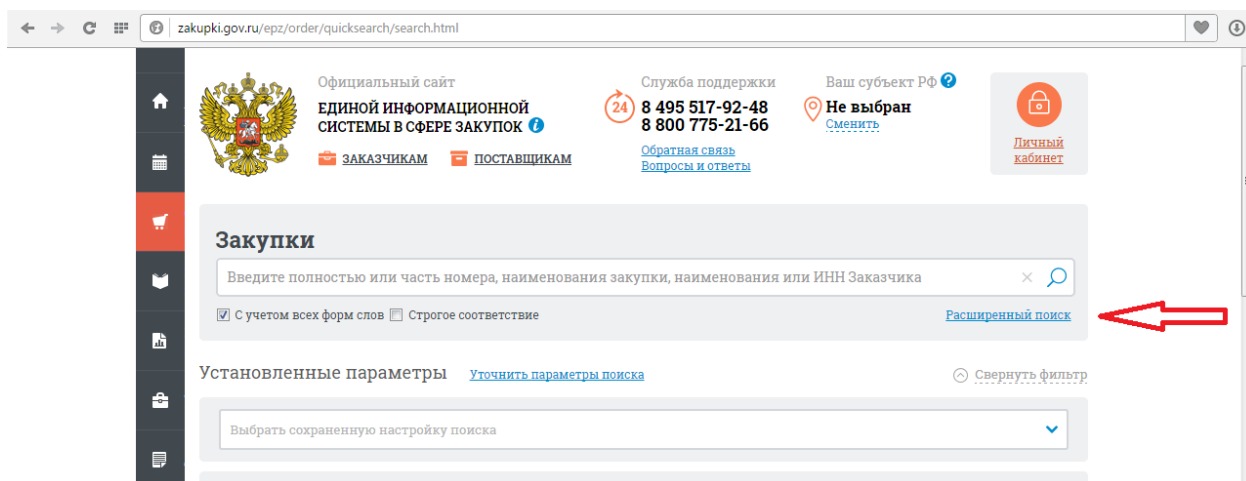 zakupki.gov.ru/epz/order/quicksearch/search.html
Официальный сайт
ЕДИНОЙ ИНФОРМАЦИОННОЙ
СИСТЕМЫ В СФЕРЕ ЗАКУПОК
ЗАКАЗЧИКАМ
ПОСТАВЩИКАМ
Служба поддержки
24
8 495 517-92-48
8 800 775-21-66
Обратная связь
Вопросы и ответы
Ваш субъект РФ ?
Не выбран
Сменить
Личный
кабинет
Закупки
Введите полностью или часть номера, наименования закупки, наименования или ИНН Заказчика
С учетом всех форм слов
Строгое соответствие
Расширенный поиск
Установленные параметры
Уточнить параметры поиска
Свернуть фильтр
Выбрать сохраненную настройку поиска